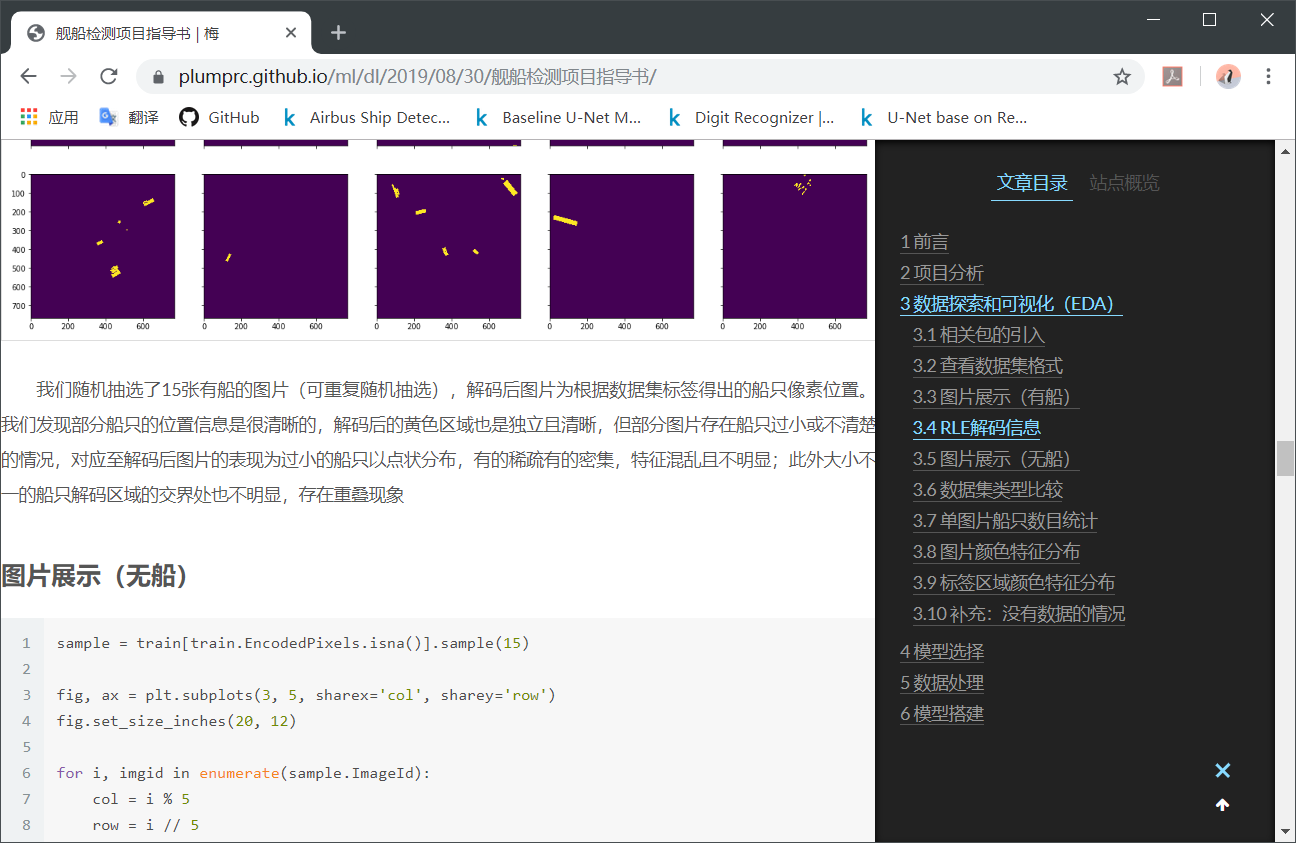 舰船检测项目指导书 | 梅
plumprc.github.io/ml/dl/2019/08/30/舰船检测项目指导书/
应用 翻译 GitHub Airbus Ship Detec... Baseline U-Net M... Digit Recognizer |... U-Net base on Re...
0
100
200
300
400
500
600
700
0 200 400 600 0 200 400 600 0 200 400 600 0 200 400 600 0 200 400 600
我们随机抽选了15张有船的图片（可重复随机抽选），解码后图片为根据数据集标签得出的船只像素位置。
我们发现部分船只的位置信息是很清晰的，解码后的黄色区域也是独立且清晰，但部分图片存在船只过小或不清楚
的情况，对应至解码后图片的表现为过小的船只以点状分布，有的稀疏有的密集，特征混乱且不明显；此外大小不
一的船只解码区域的交界处也不明显，存在重叠现象
图片展示（无船）
1 sample = train[train.EncodedPixels.isna()].sample(15)
2
3 fig, ax = plt.subplots(3, 5, sharex='col', sharey='row')
4 fig.set_size_inches(20, 12)
5
6 for i, imgid in enumerate(sample.ImageId):
7 col = i % 5
8 row = i // 5
文章目录 站点概览
1 前言
2 项目分析
3 数据探索和可视化（EDA）
3.1 相关包的引入
3.2 查看数据集格式
3.3 图片展示（有船）
3.4 RLE解码信息
3.5 图片展示（无船）
3.6 数据集类型比较
3.7 单图片船只数目统计
3.8 图片颜色特征分布
3.9 标签区域颜色特征分布
3.10 补充：没有数据的情况
4 模型选择
5 数据处理
6 模型搭建